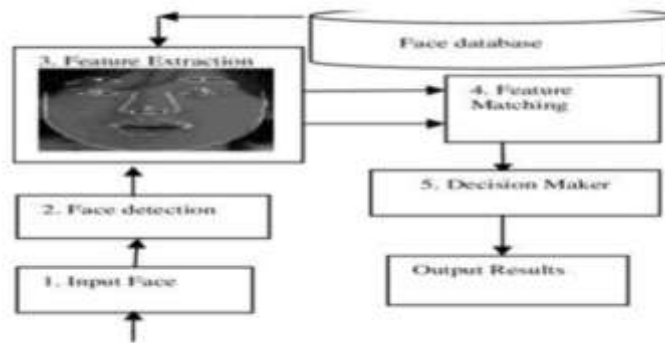 Face database
3. Feature Extraction
4. Feature
Matching
5. Decision Maker
2. Face detection
Output Results
1. Input Face